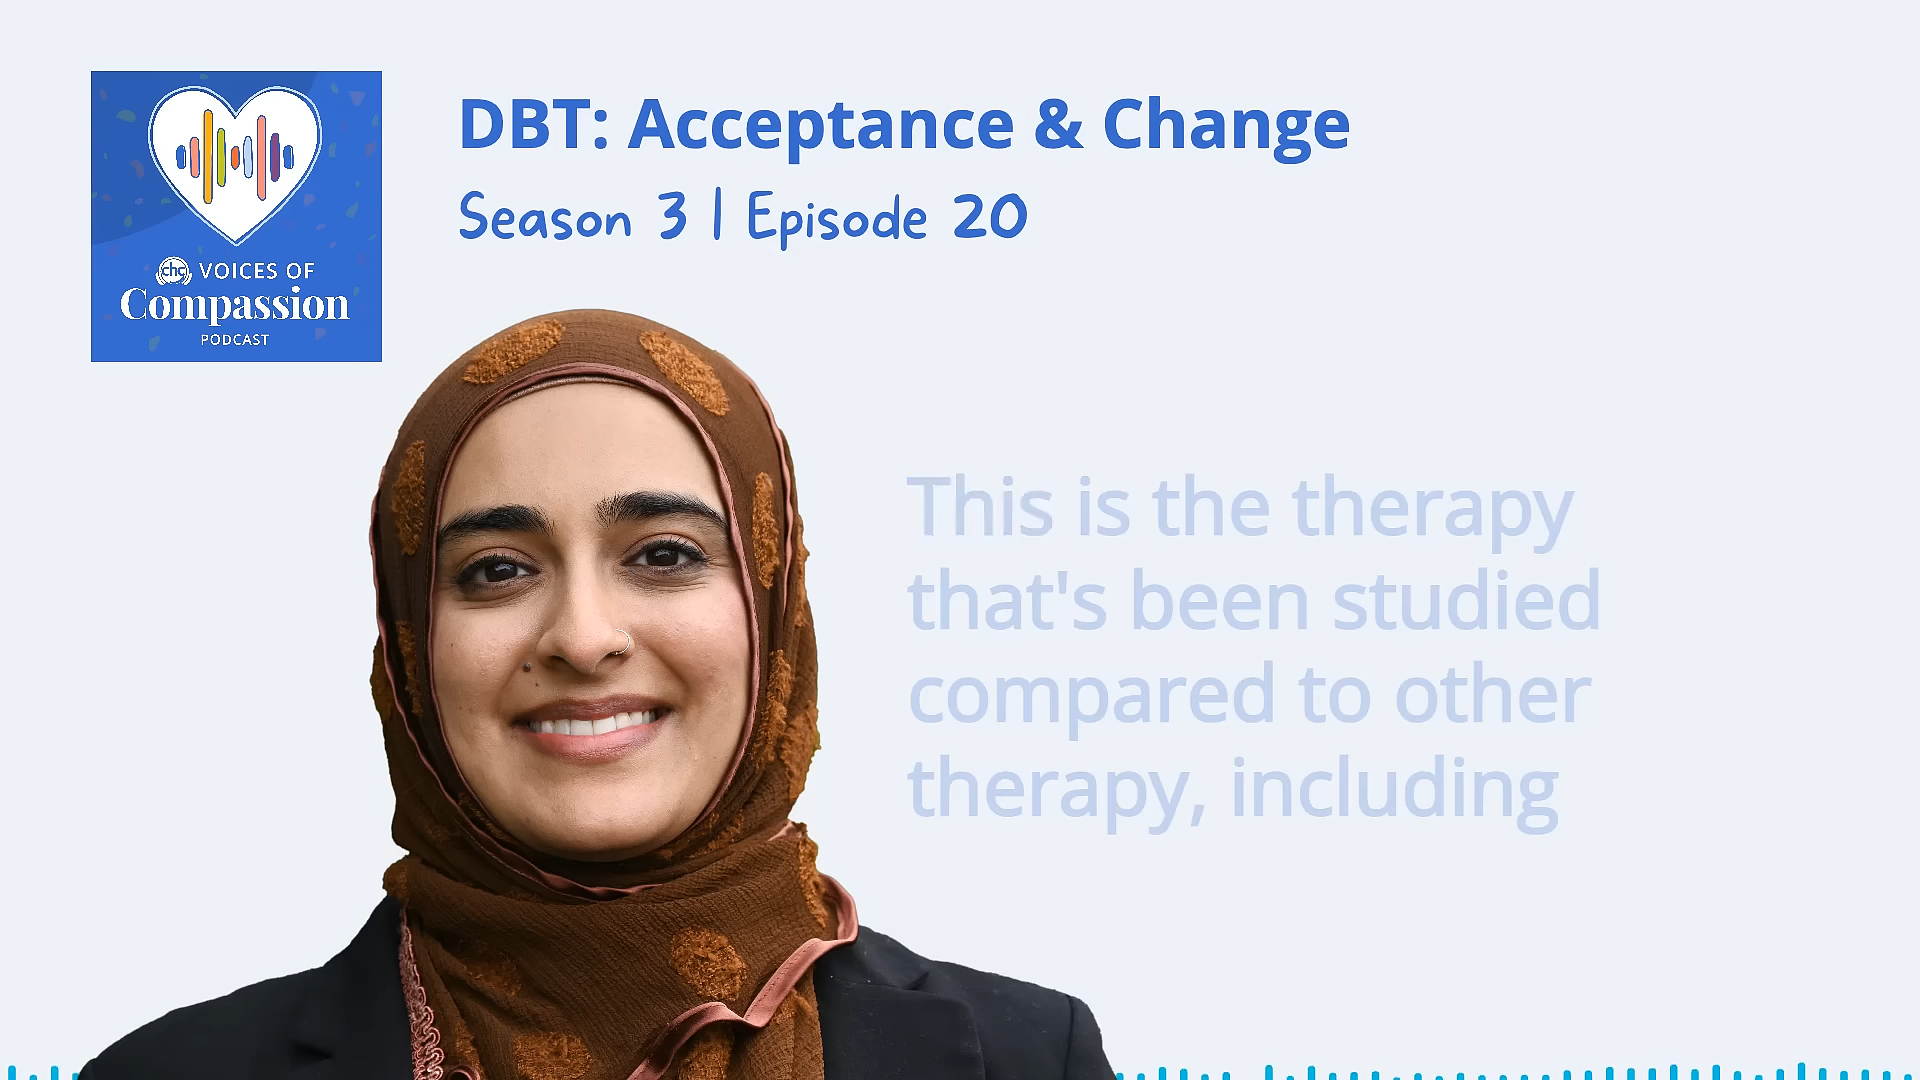 DBT: Acceptance & Change
Season 3 | Episode 20
chc VOICES OF
Compassion
PODCAST
This is the therapy
that's been studied
compared to other
therapy, including